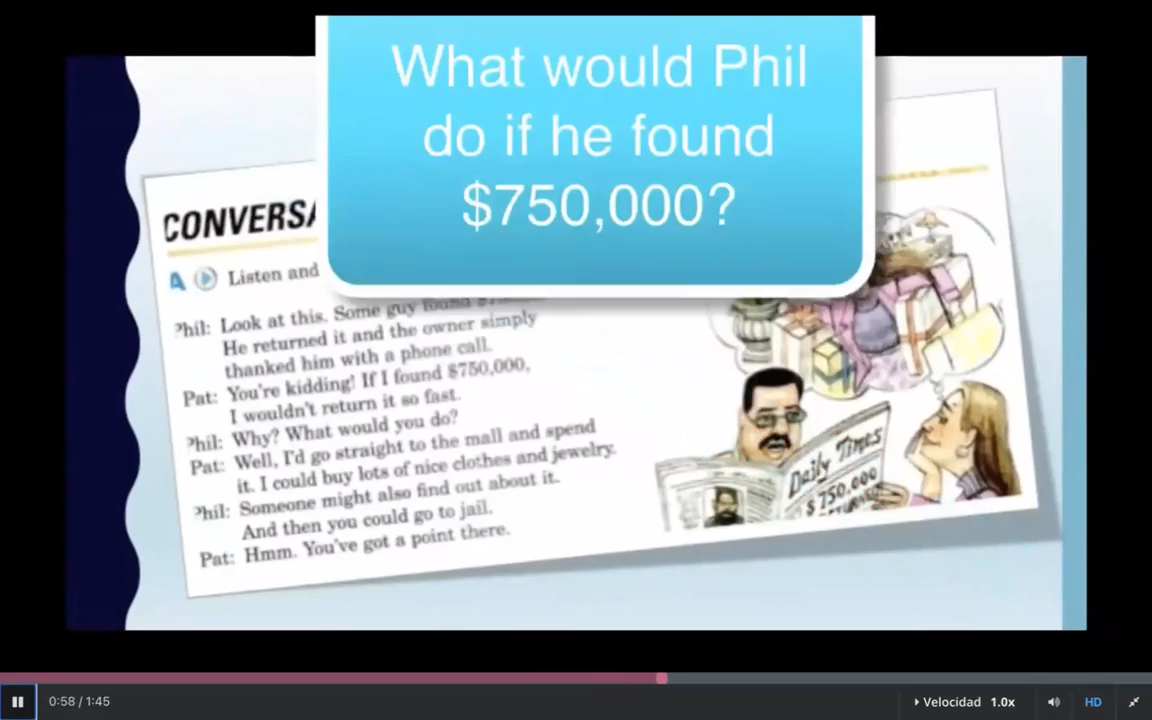 What would Phil
do if he found
$750,000?
CONVERSA
A Listen and
Phil: Look at this. Some guy found
He returned it and the owner simply
thanked him with a phone call.
Pat: You're kidding! If I found $750,000,
I wouldn't return it so fast.
Phil: Why? What would you do?
Pat: Well, I'd go straight to the mall and spend
it. I could buy lots of nice clothes and jewelry.
Phil: Someone might also find out about it.
And then you could go to jail.
Pat: Hmm. You've got a point there.
Daily Times
$750,000
0:58 / 1:45
Velocidad 1.0x
HD